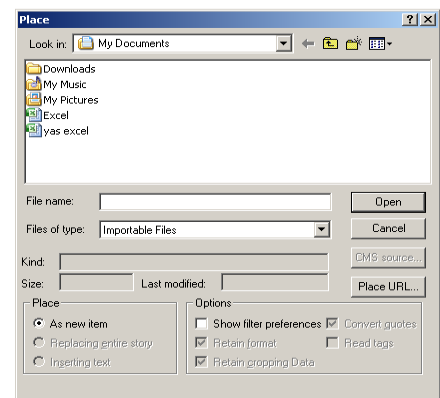 Place
Look in: My Documents
Downloads
My Music
My Pictures
Excel
yas excel
File name: Open
Files of type: Importable Files Cancel
Kind: CMS source...
Size: Last modified: Place URL...
Place Options
As new item Show filter preferences Convert quotes
Replacing entire story Retain format Read tags
Inserting text Retain cropping Data